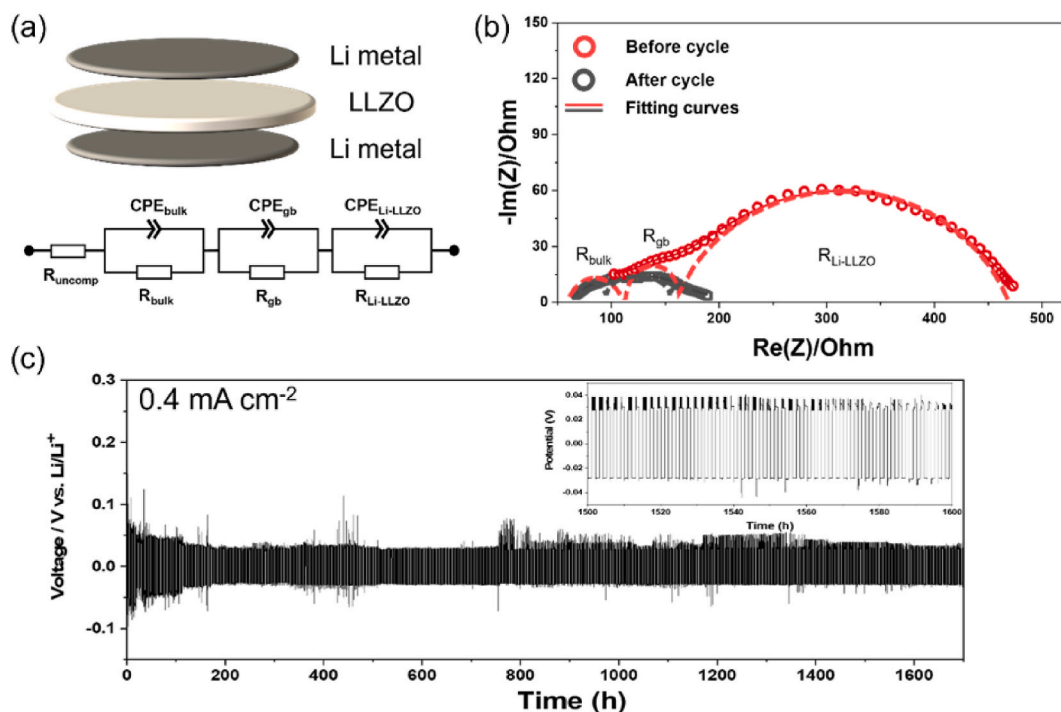 (a)
Li metal
LLZO
Li metal
CPEbulk
CPEgb
CPELi-LLZO
Runcomp
Rbulk
Rgb
RLi-LLZO
(b)
150
120
90
60
30
0
-Im(Z)/Ohm
Before cycle
After cycle
Fitting curves
Rbulk
Rgb
RLi-LLZO
100
200
300
400
500
Re(Z)/Ohm
(c)
0.4 mA cm-2
0.3
0.2
0.1
0.0
-0.1
Voltage / V vs. Li/Li+
0
200
400
600
800
1000
1200
1400
1600
Time (h)
0.04
0.02
0.00
-0.02
-0.04
Potential (V)
1500
1520
1540
1560
1580
1600
Time (h)